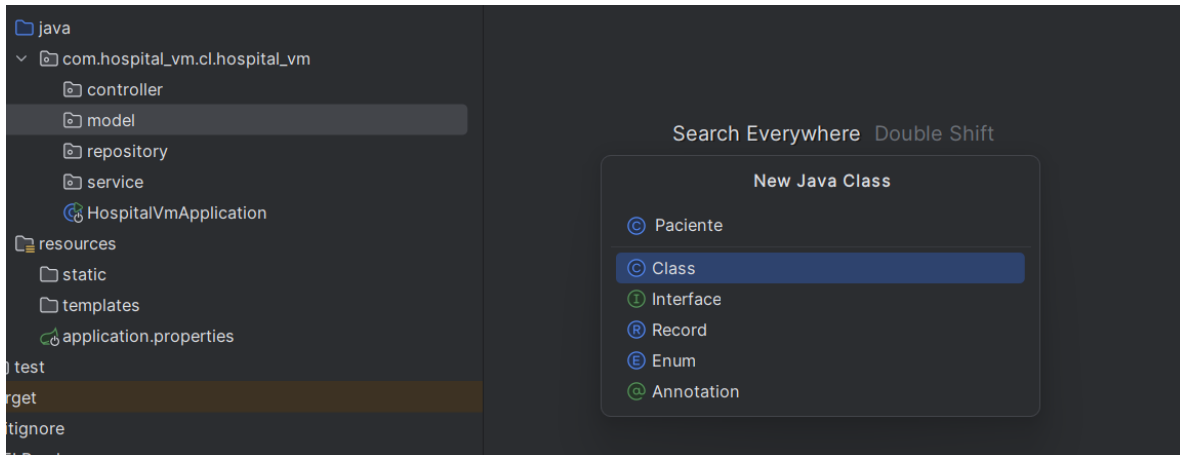 java
com.hospital_vm.cl.hospital_vm
controller
model
repository
service
HospitalVmApplication
resources
static
templates
application.properties
test
rget
itignore
Search Everywhere Double Shift
New Java Class
Paciente
Class
Interface
Record
Enum
Annotation